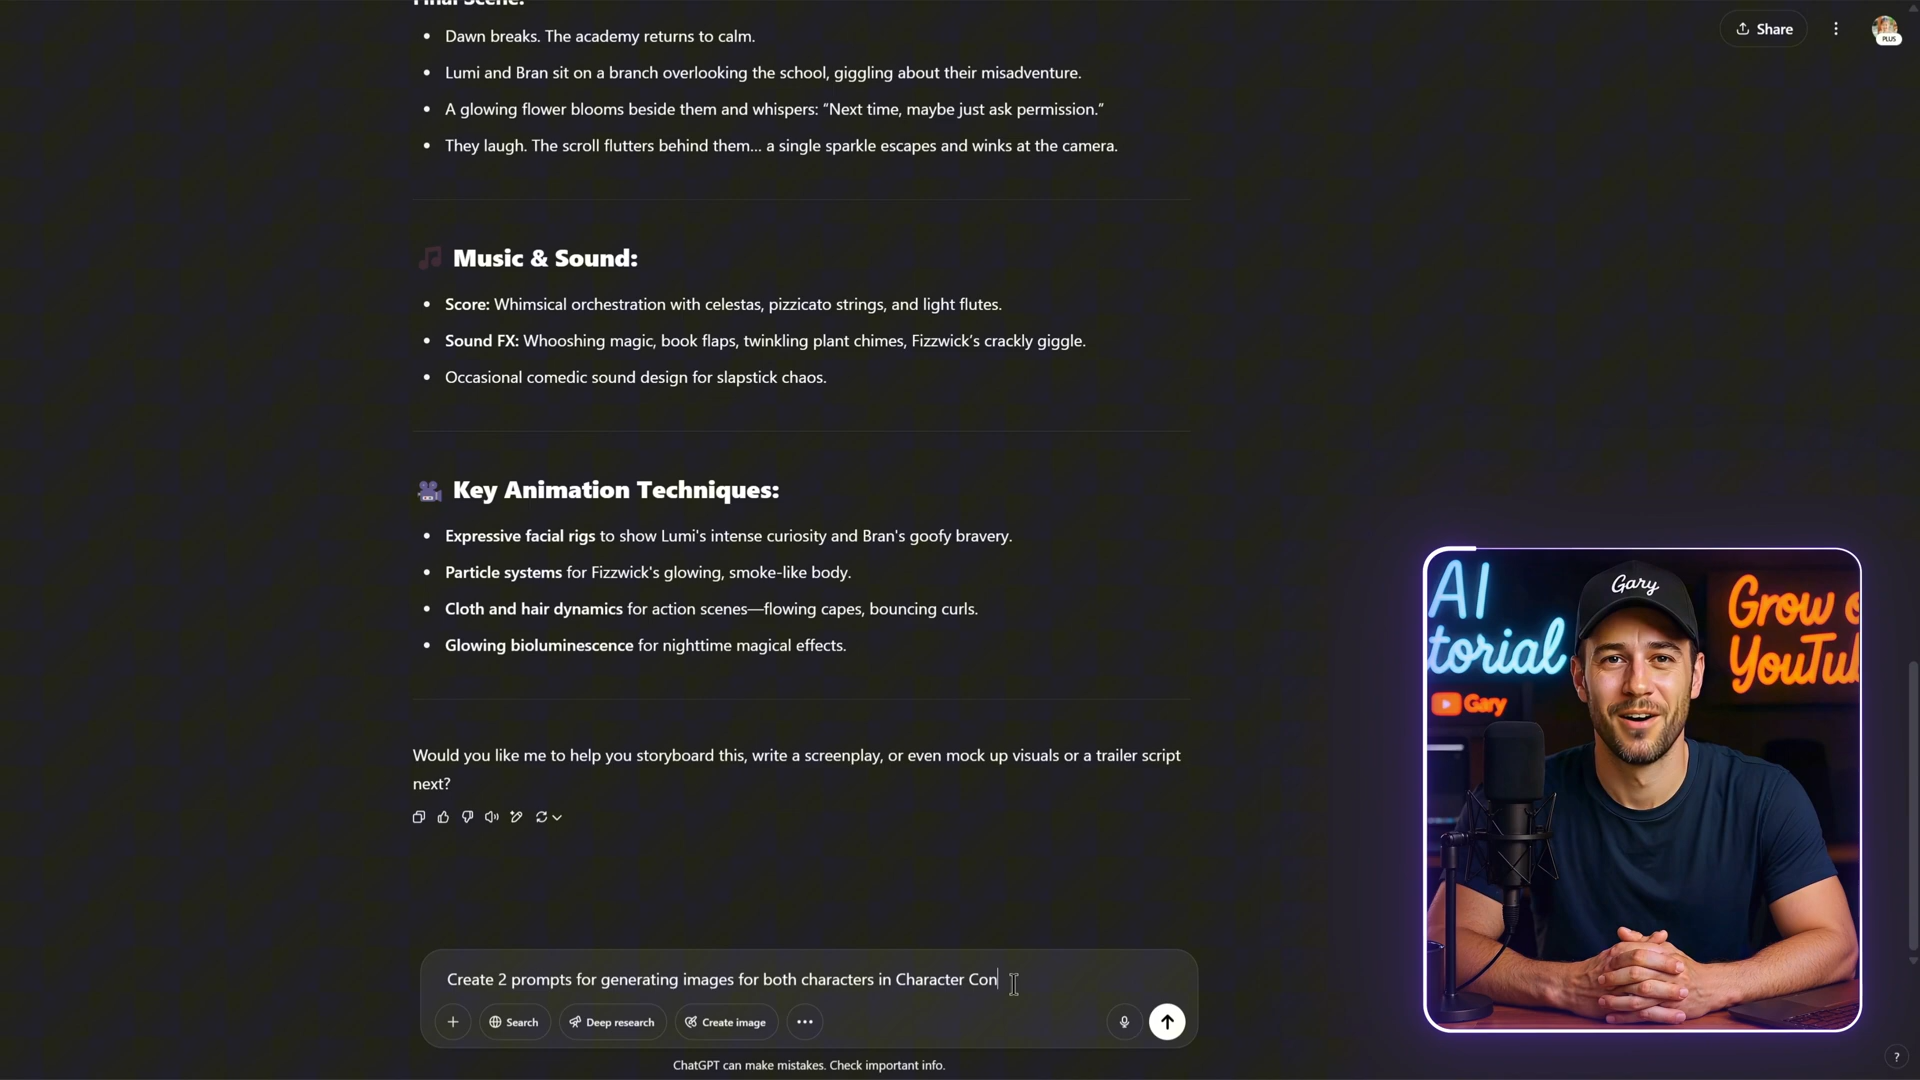 Final Scene:
Share
PLUS
Dawn breaks. The academy returns to calm.
Lumi and Bran sit on a branch overlooking the school, giggling about their misadventure.
A glowing flower blooms beside them and whispers: “Next time, maybe just ask permission.”
They laugh. The scroll flutters behind them... a single sparkle escapes and winks at the camera.
Music & Sound:
Score: Whimsical orchestration with celestas, pizzicato strings, and light flutes.
Sound FX: Whooshing magic, book flaps, twinkling plant chimes, Fizzwick’s crackly giggle.
Occasional comedic sound design for slapstick chaos.
Key Animation Techniques:
Expressive facial rigs to show Lumi's intense curiosity and Bran's goofy bravery.
Particle systems for Fizzwick's glowing, smoke-like body.
Cloth and hair dynamics for action scenes—flowing capes, bouncing curls.
Glowing bioluminescence for nighttime magical effects.
Would you like me to help you storyboard this, write a screenplay, or even mock up visuals or a trailer script
next?
Create 2 prompts for generating images for both characters in Character Con
Search
Deep research
Create image
ChatGPT can make mistakes. Check important info.
?
AI
torial
Gary
Gary
Grow o
YouTu